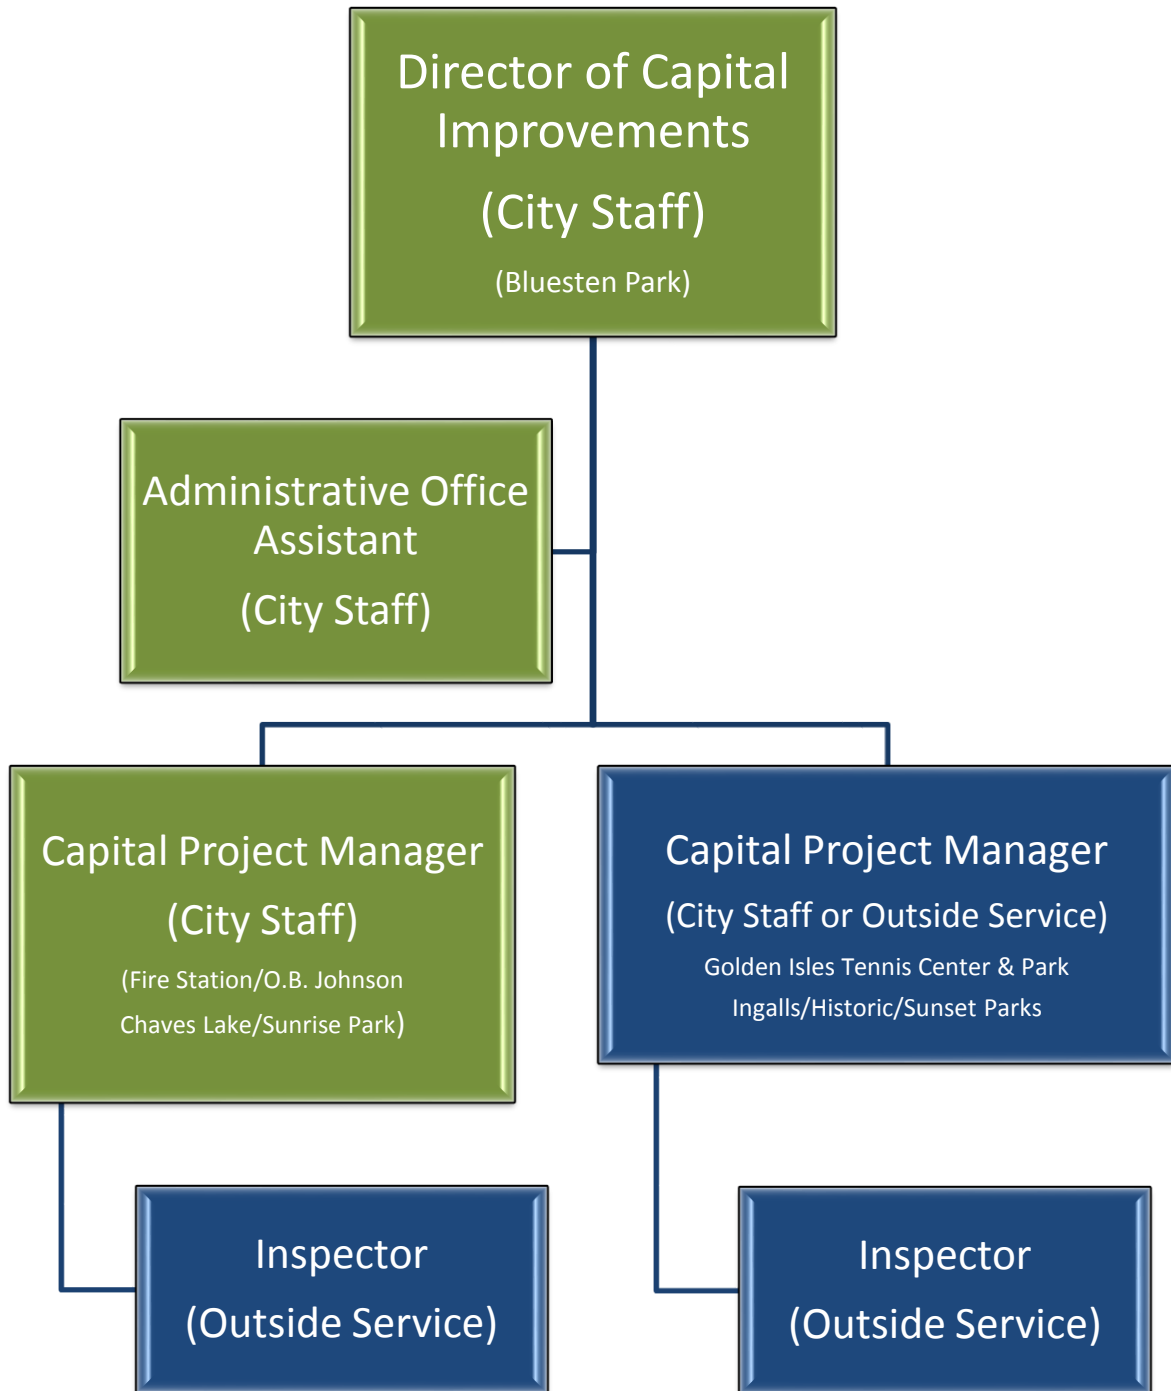 Director of Capital
Improvements
(City Staff)
(Bluesten Park)
Administrative Office
Assistant
(City Staff)
Capital Project Manager
(City Staff)
(Fire Station/O.B. Johnson
Chaves Lake/Sunrise Park)
Capital Project Manager
(City Staff or Outside Service)
Golden Isles Tennis Center & Park
Ingalls/Historic/Sunset Parks
Inspector
(Outside Service)
Inspector
(Outside Service)